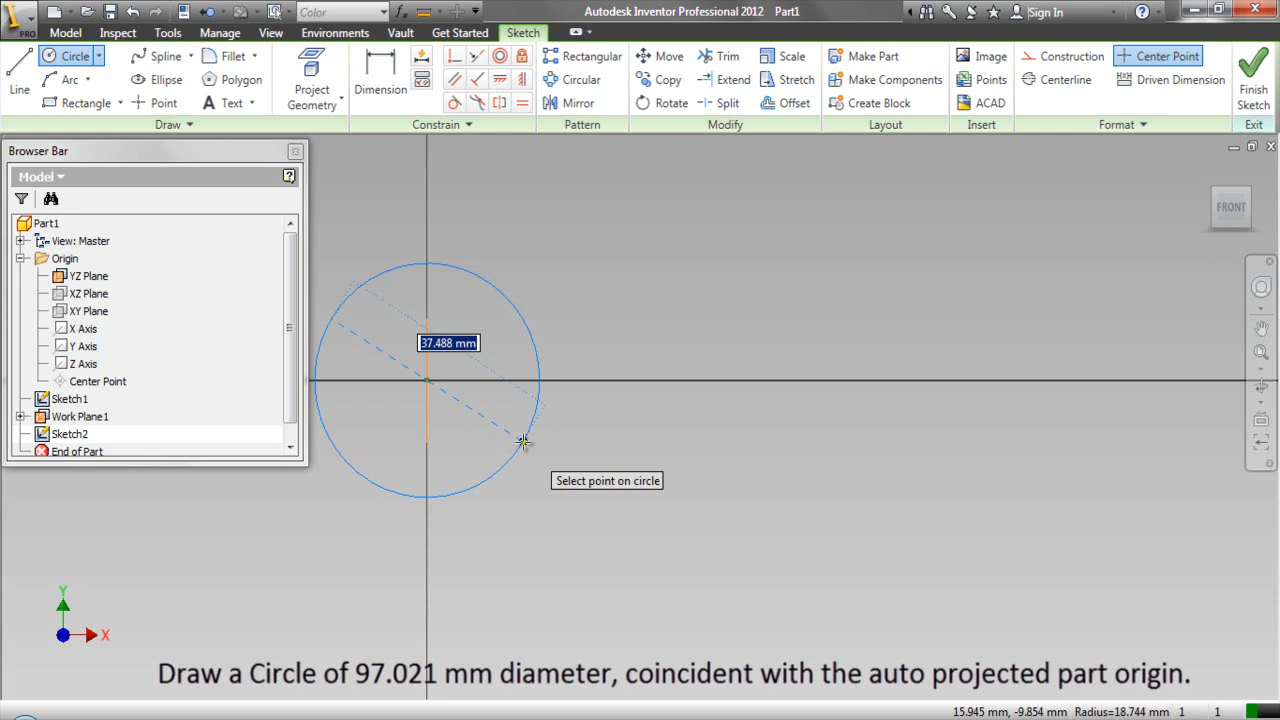 Color
Autodesk Inventor Professional 2012 Part1
Sign In
PRO
Model Inspect Tools Manage View Environments Vault Get Started Sketch
Line
Circle
Arc
Rectangle
Spline
Ellipse
Point
Fillet
Polygon
Text
Project
Geometry
Dimension
Rectangular
Circular
Mirror
Move
Copy
Rotate
Trim
Extend
Split
Scale
Stretch
Offset
Make Part
Make Components
Create Block
Image
Points
ACAD
Construction
Centerline
Center Point
Driven Dimension
Finish
Sketch
Draw Constrain Pattern Modify Layout Insert Format Exit
Browser Bar
Model
Part1
View: Master
Origin
YZ Plane
XZ Plane
XY Plane
X Axis
Y Axis
Z Axis
Center Point
Sketch1
Work Plane1
Sketch2
End of Part
FRONT
37.488 mm
Select point on circle
Y
X
Draw a Circle of 97.021 mm diameter, coincident with the auto projected part origin.
15.945 mm, -9.854 mm Radius=18.744 mm 1 1